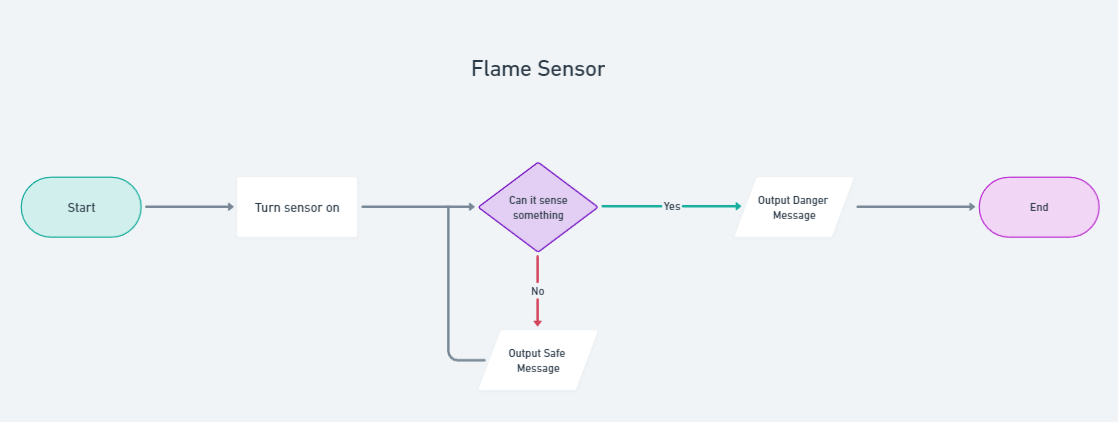 Flame Sensor
Start
Turn sensor on
Can it sense
something
Yes
Output Danger
Message
End
No
Output Safe
Message